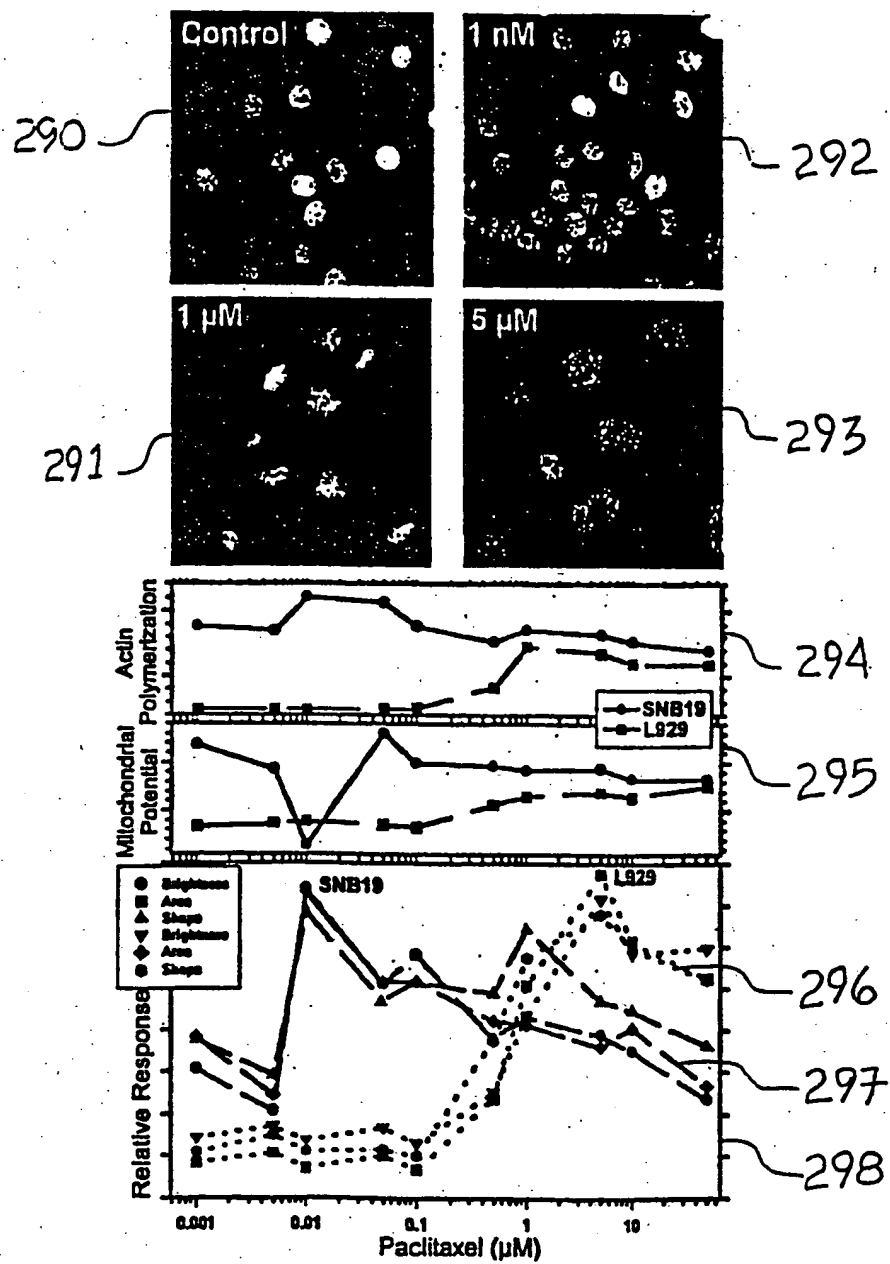 Control
1 nM
290
292
1 µM
5 µM
291
293
Actin
Polymerization
294
SNB19
L929
Mitochondrial
Potential
295
Brightness
Area
Shape
Brightness
Area
Shape
SNB19
L929
296
Relative Response
297
298
0.001
0.01
0.1
1
10
Paclitaxel (µM)